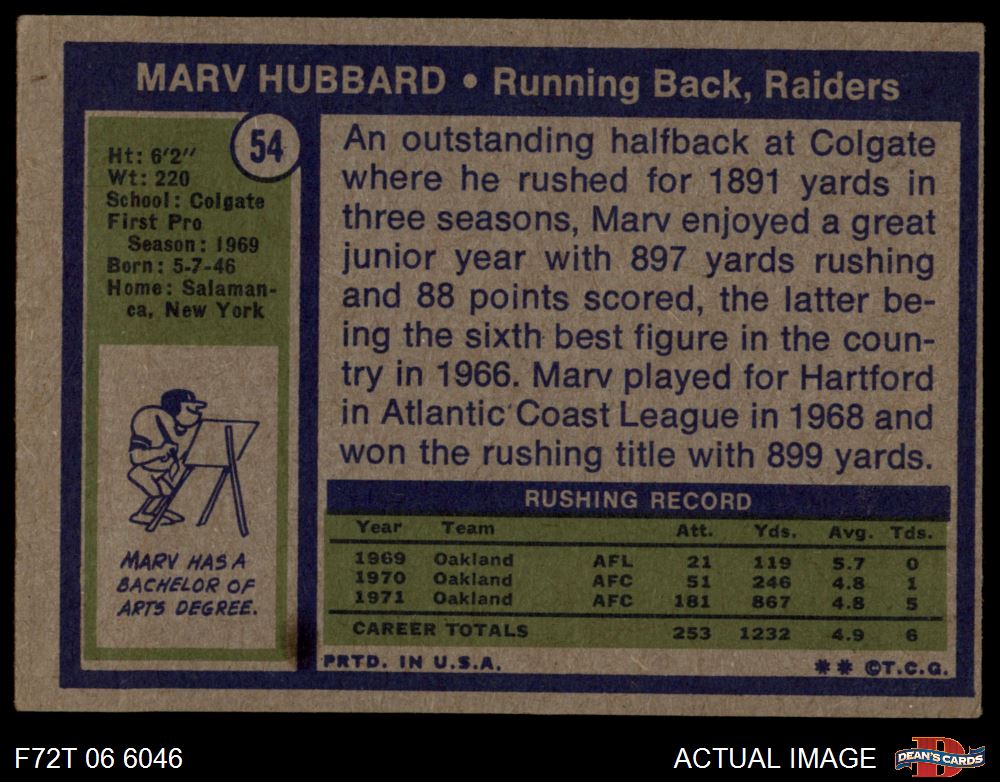 MARV HUBBARD • Running Back, Raiders
54
Ht: 6'2"
Wt: 220
School: Colgate
First Pro
Season: 1969
Born: 5-7-46
Home: Salaman-
ca, New York
MARV HAS A
BACHELOR OF
ARTS DEGREE.
An outstanding halfback at Colgate
where he rushed for 1891 yards in
three seasons, Marv enjoyed a great
junior year with 897 yards rushing
and 88 points scored, the latter be-
ing the sixth best figure in the coun-
try in 1966. Marv played for Hartford
in Atlantic Coast League in 1968 and
won the rushing title with 899 yards.
RUSHING RECORD
Year Team Att. Yds. Avg. Tds.
1969 Oakland AFL 21 119 5.7 0
1970 Oakland AFC 51 246 4.8 1
1971 Oakland AFC 181 867 4.8 5
CAREER TOTALS 253 1232 4.9 6
PRTD. IN U.S.A. ** ©T.C.G.
F72T 06 6046 ACTUAL IMAGE DEAN'S CARDS